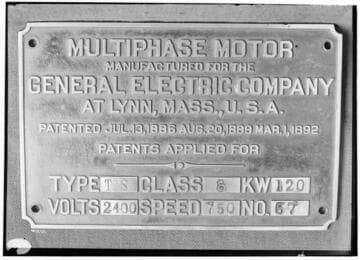 MULTIPHASE MOTOR
MANUFACTURED FOR THE
GENERAL ELECTRIC COMPANY
AT LYNN, MASS., U.S.A.
PATENTED JUL. 13, 1886 AUG. 20, 1889 MAR. 1, 1892
PATENTS APPLIED FOR
TYPE TS CLASS 8 KW 120
VOLTS 2400 SPEED 750 NO. 67